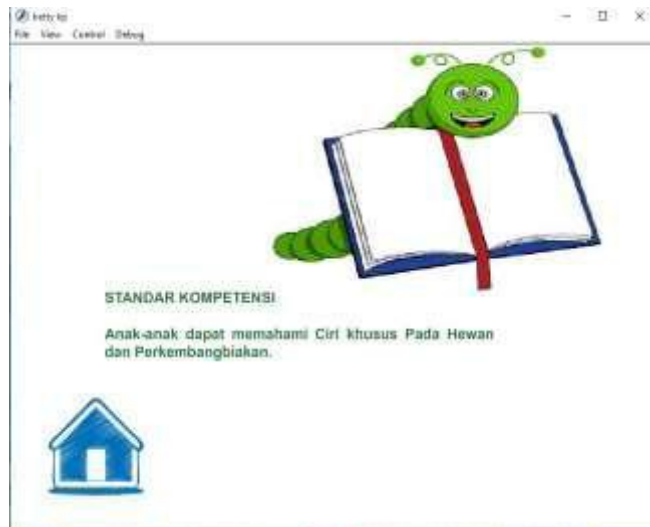 File View Control Debug
STANDAR KOMPETENSI
Anak-anak dapat memahami Ciri khusus Pada Hewan
dan Perkembangbiakan.